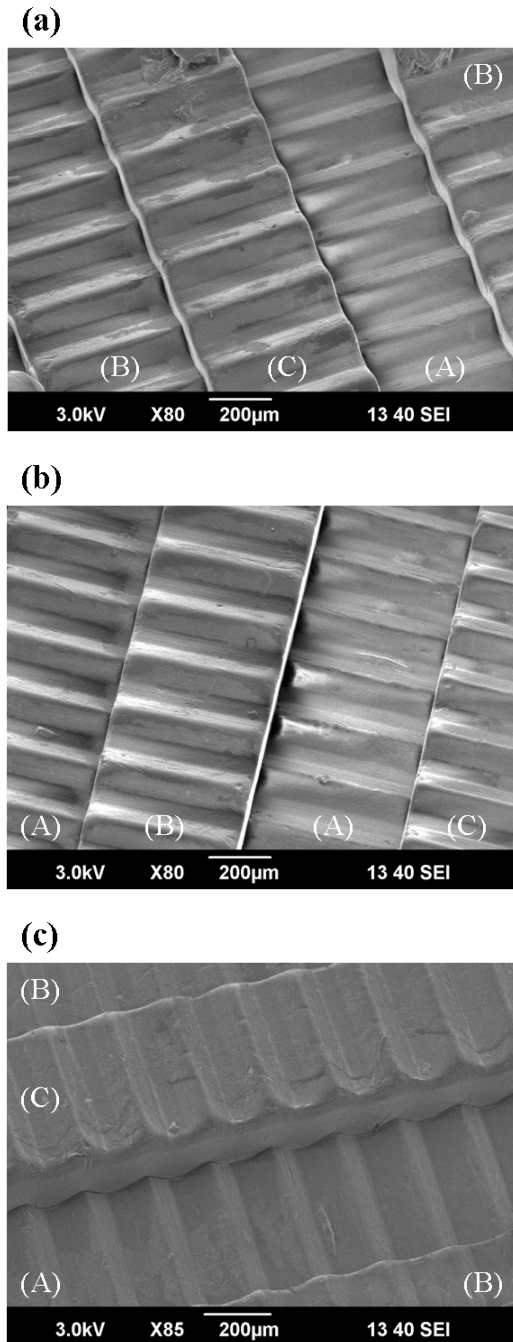 (a)
(B)
(B) (C) (A)
3.0kV X80 200µm 13 40 SEI
(b)
(A) (B) (A) (C)
3.0kV X80 200µm 13 40 SEI
(c)
(B)
(C)
(A) (B)
3.0kV X85 200µm 13 40 SEI